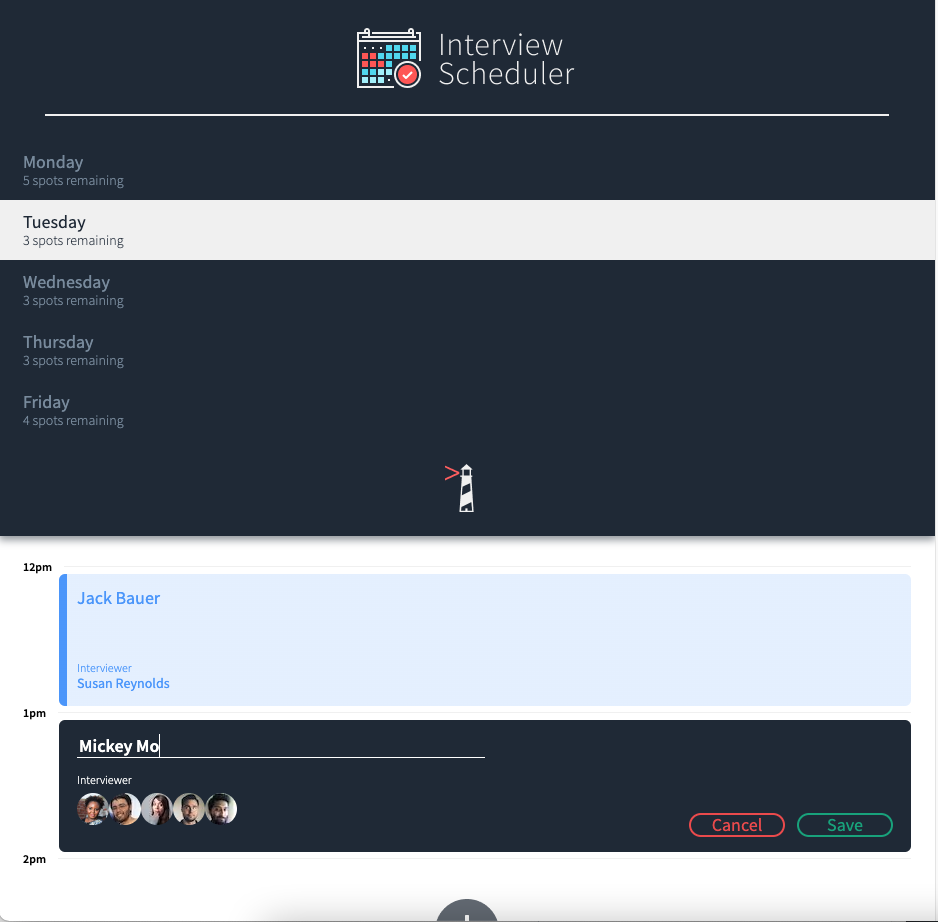 Interview
Scheduler
Monday
5 spots remaining
Tuesday
3 spots remaining
Wednesday
3 spots remaining
Thursday
3 spots remaining
Friday
4 spots remaining
12pm
Jack Bauer
Interviewer
Susan Reynolds
1pm
Mickey Mo
Interviewer
Cancel Save
2pm